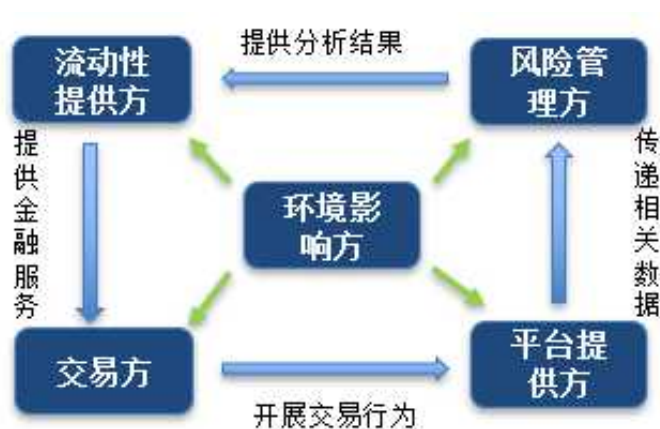 提供分析结果
流动性
提供方
风险管
理方
提供金融服务
传递相关数据
环境影
响方
交易方
平台提
供方
开展交易行为